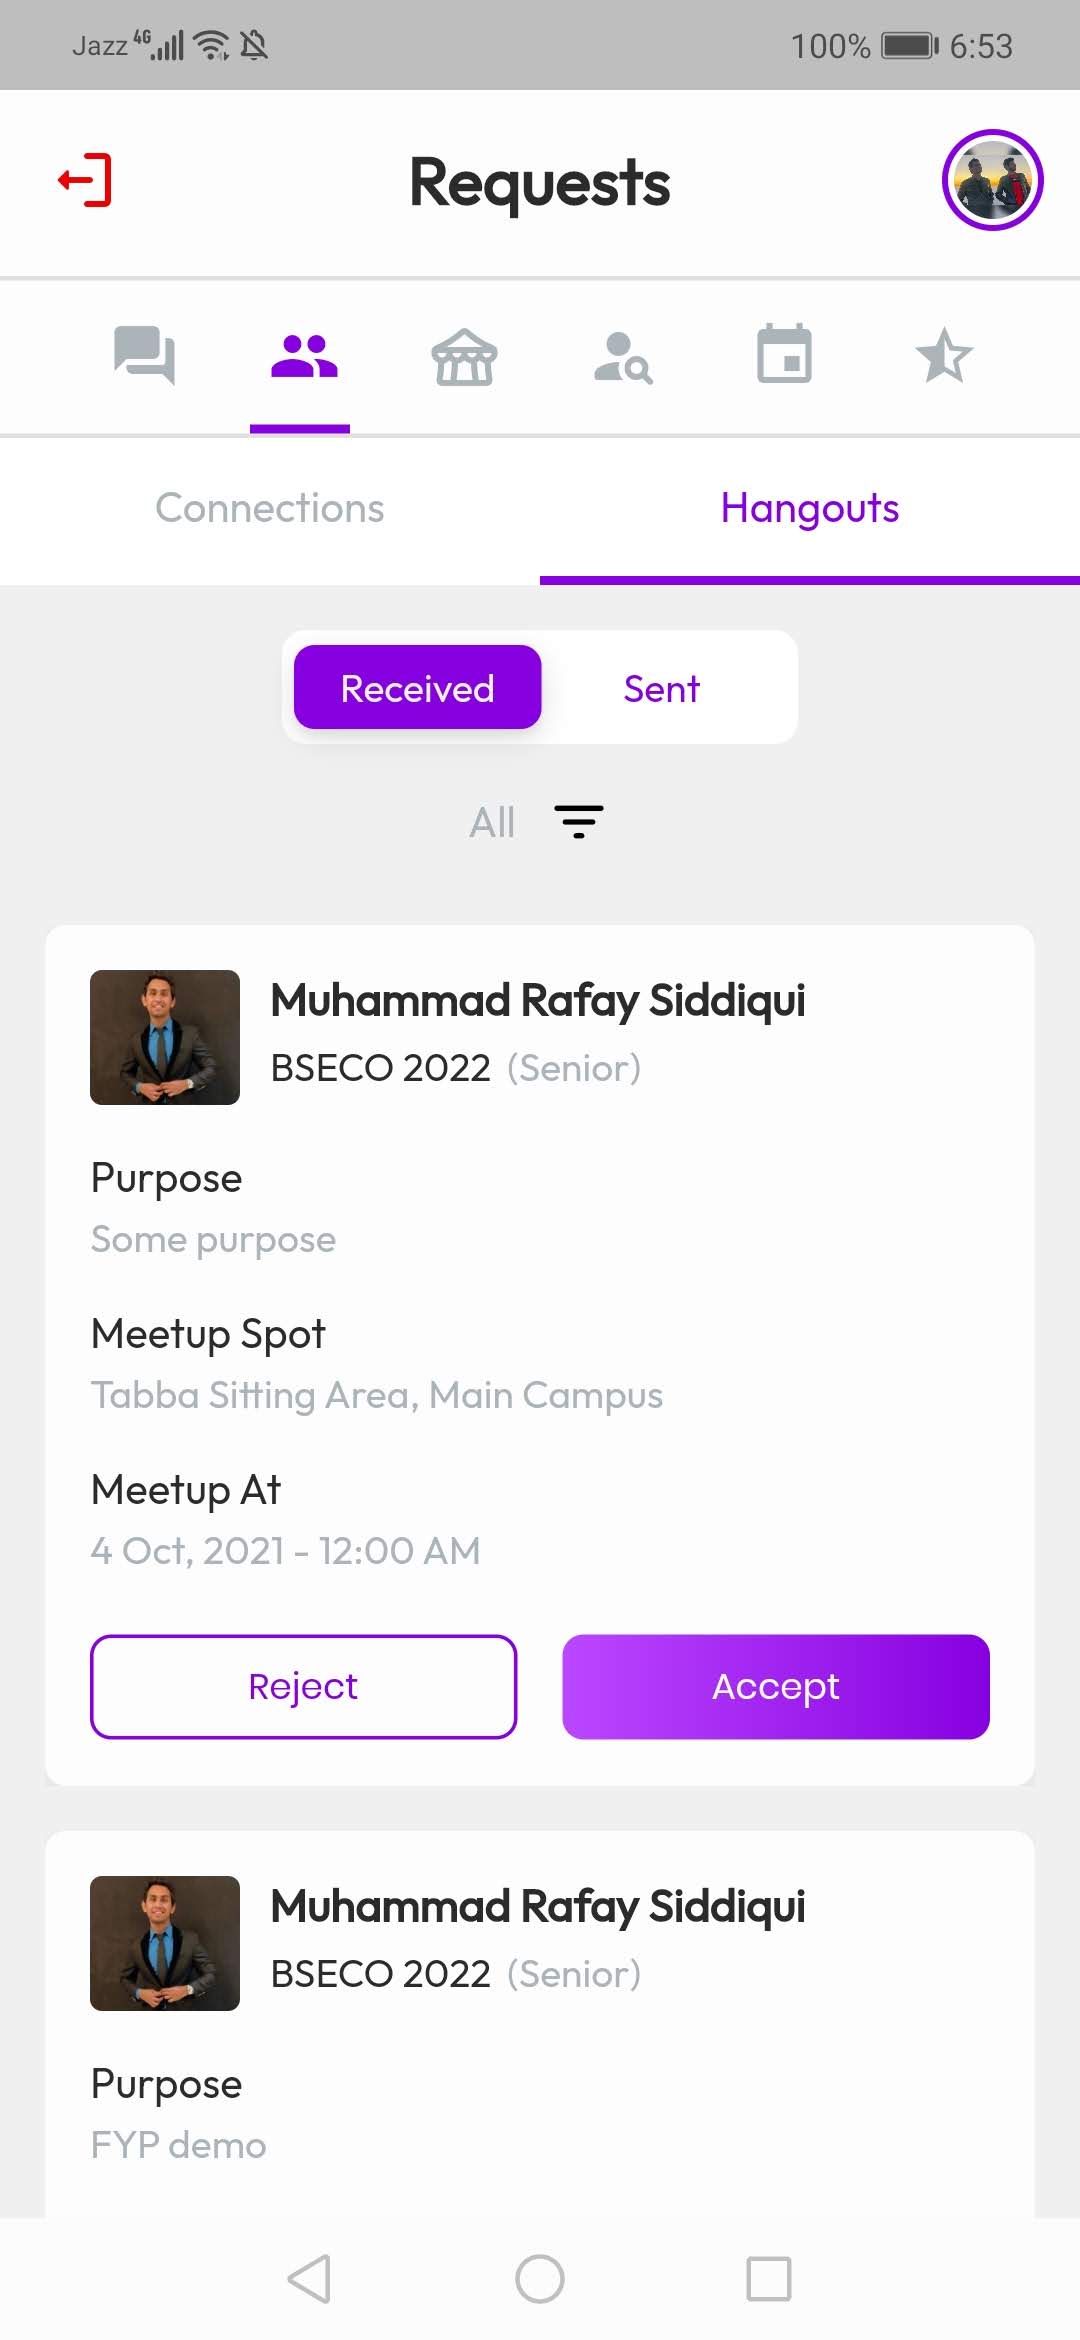 Jazz 4G 100% 6:53
Requests
Connections Hangouts
Received Sent
All
Muhammad Rafay Siddiqui
BSECO 2022 (Senior)
Purpose
Some purpose
Meetup Spot
Tabba Sitting Area, Main Campus
Meetup At
4 Oct, 2021 - 12:00 AM
Reject Accept
Muhammad Rafay Siddiqui
BSECO 2022 (Senior)
Purpose
FYP demo